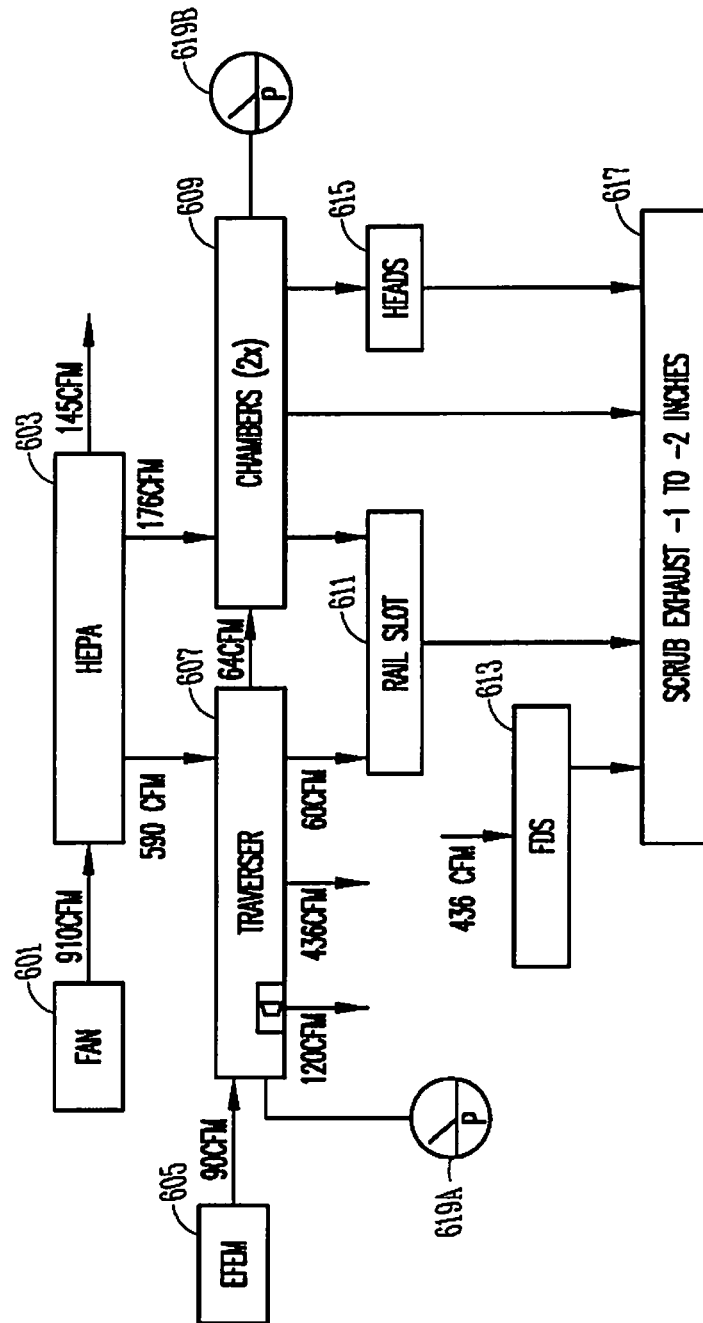 601
FAN
910CFM
603
HEPA
145CFM
590 CFM
176CFM
605
EFEM
90CFM
607
TRAVERSER
64CFM
609
CHAMBERS (2x)
619B
P
120CFM
436CFM
60CFM
611
RAIL SLOT
615
HEADS
619A
P
436 CFM
613
FDS
617
SCRUB EXHAUST -1 TO -2 INCHES